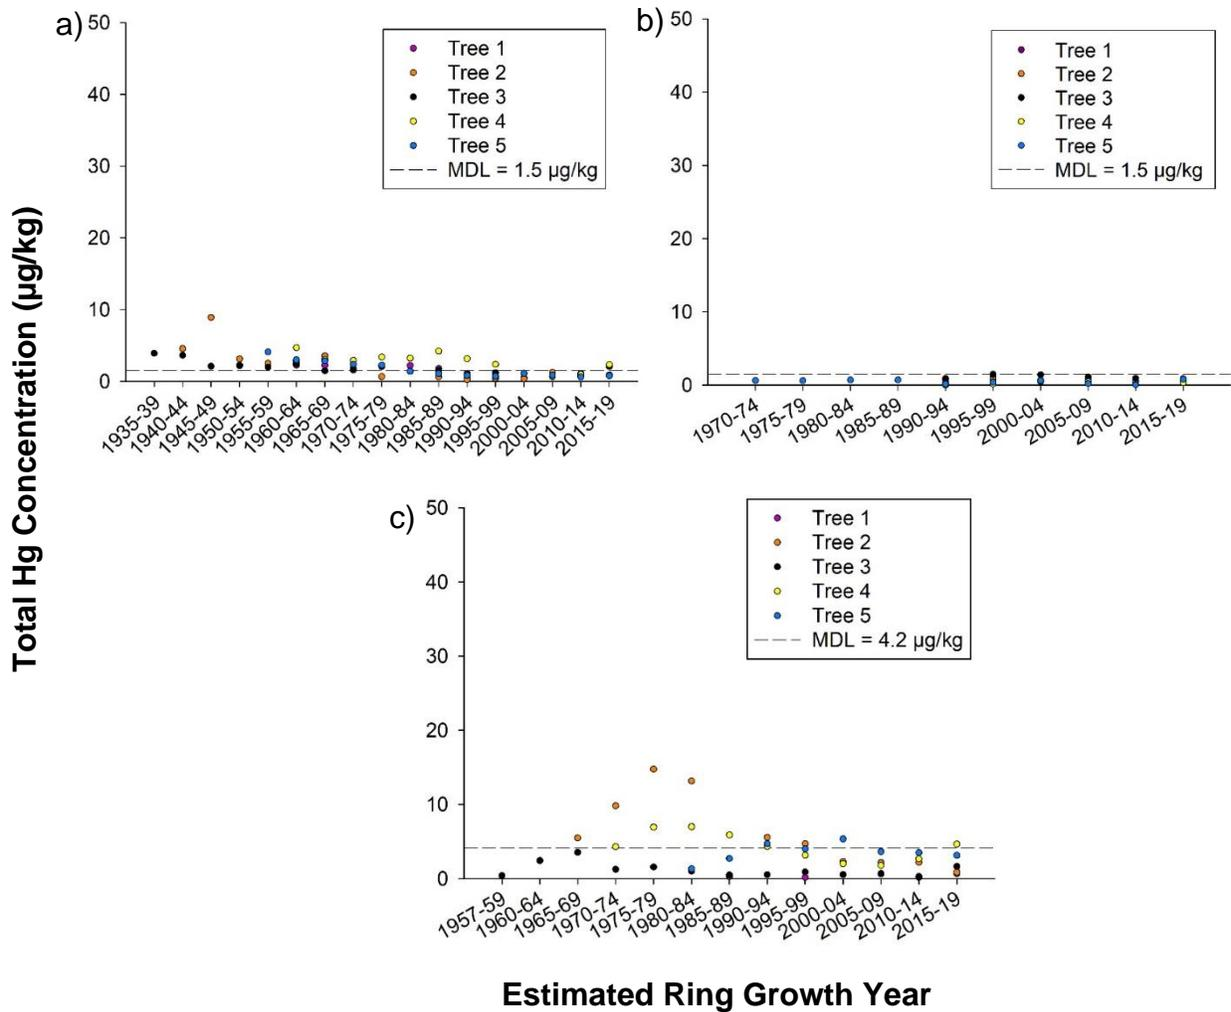 a)
50
40
30
20
10
0
Tree 1
Tree 2
Tree 3
Tree 4
Tree 5
MDL = 1.5 µg/kg
1935-39
1940-44
1945-49
1950-54
1955-59
1960-64
1965-69
1970-74
1975-79
1980-84
1985-89
1990-94
1995-99
2000-04
2005-09
2010-14
2015-19
b)
50
40
30
20
10
0
Tree 1
Tree 2
Tree 3
Tree 4
Tree 5
MDL = 1.5 µg/kg
1970-74
1975-79
1980-84
1985-89
1990-94
1995-99
2000-04
2005-09
2010-14
2015-19
Total Hg Concentration (µg/kg)
c)
50
40
30
20
10
0
Tree 1
Tree 2
Tree 3
Tree 4
Tree 5
MDL = 4.2 µg/kg
1957-59
1960-64
1965-69
1970-74
1975-79
1980-84
1985-89
1990-94
1995-99
2000-04
2005-09
2010-14
2015-19
Estimated Ring Growth Year